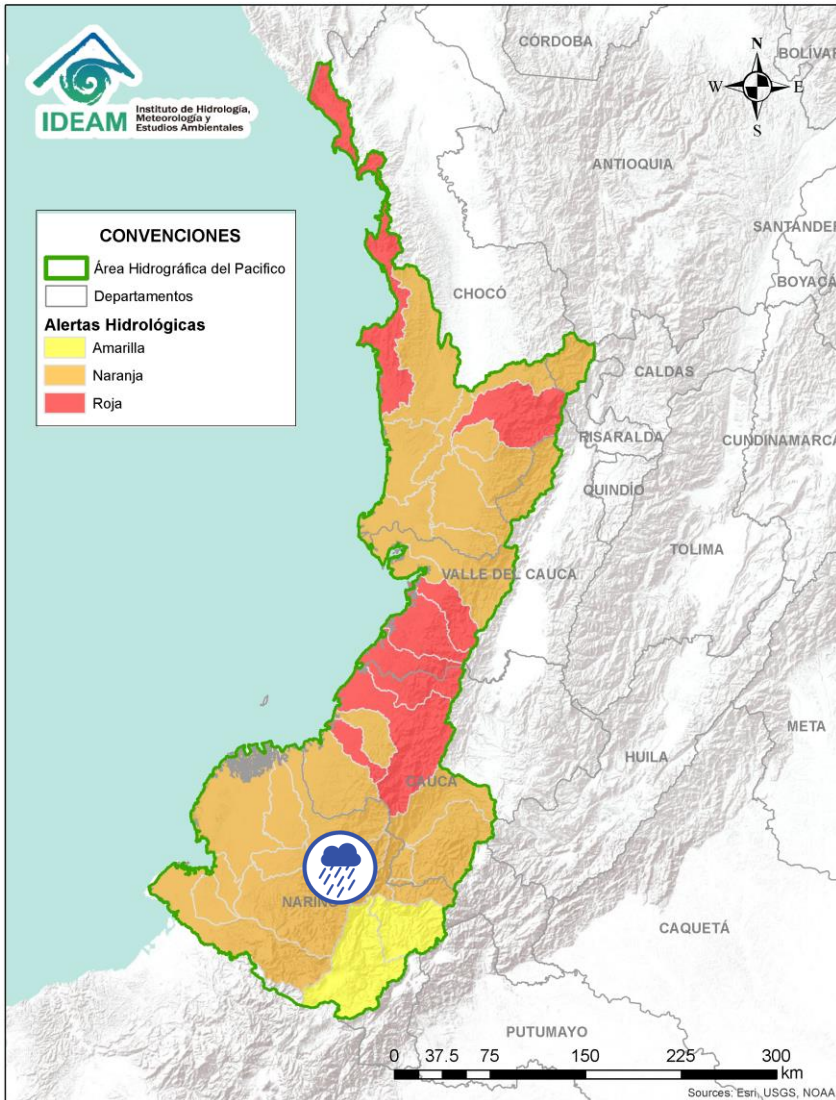 IDEAM
Instituto de Hidrología,
Meteorología y
Estudios Ambientales
CÓRDOBA
BOLÍVAR
N
W
E
S
ANTIOQUIA
SANTANDER
BOYACÁ
CONVENCIONES
Área Hidrográfica del Pacifico
Departamentos
Alertas Hidrológicas
Amarilla
Naranja
Roja
CHOCÓ
CALDAS
RISARALDA
CUNDINAMARCA
QUINDÍO
TOLIMA
VALLE DEL CAUCA
META
HUILA
CAUCA
NARIÑO
CAQUETÁ
PUTUMAYO
0 37.5 75 150 225 300
km
Sources: Esri, USGS, NOAA